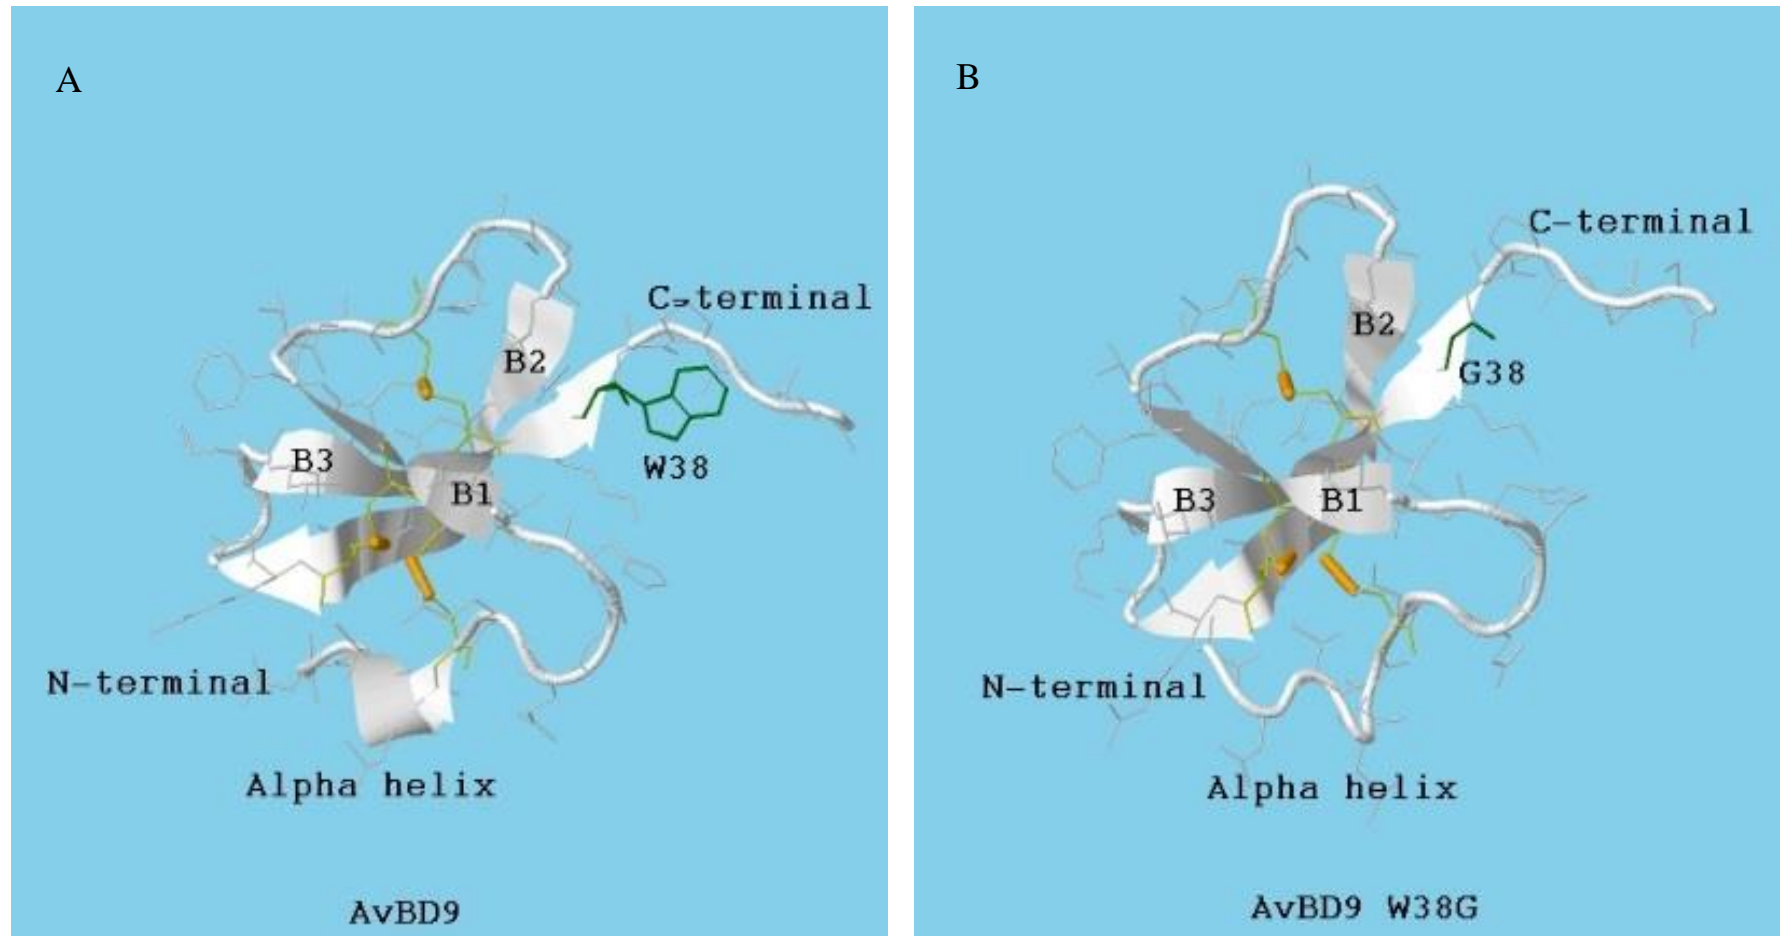 A
C-terminal
B2
W38
B3
B1
N-terminal
Alpha helix
AvBD9
B
C-terminal
B2
G38
B3
B1
N-terminal
Alpha helix
AvBD9 W38G